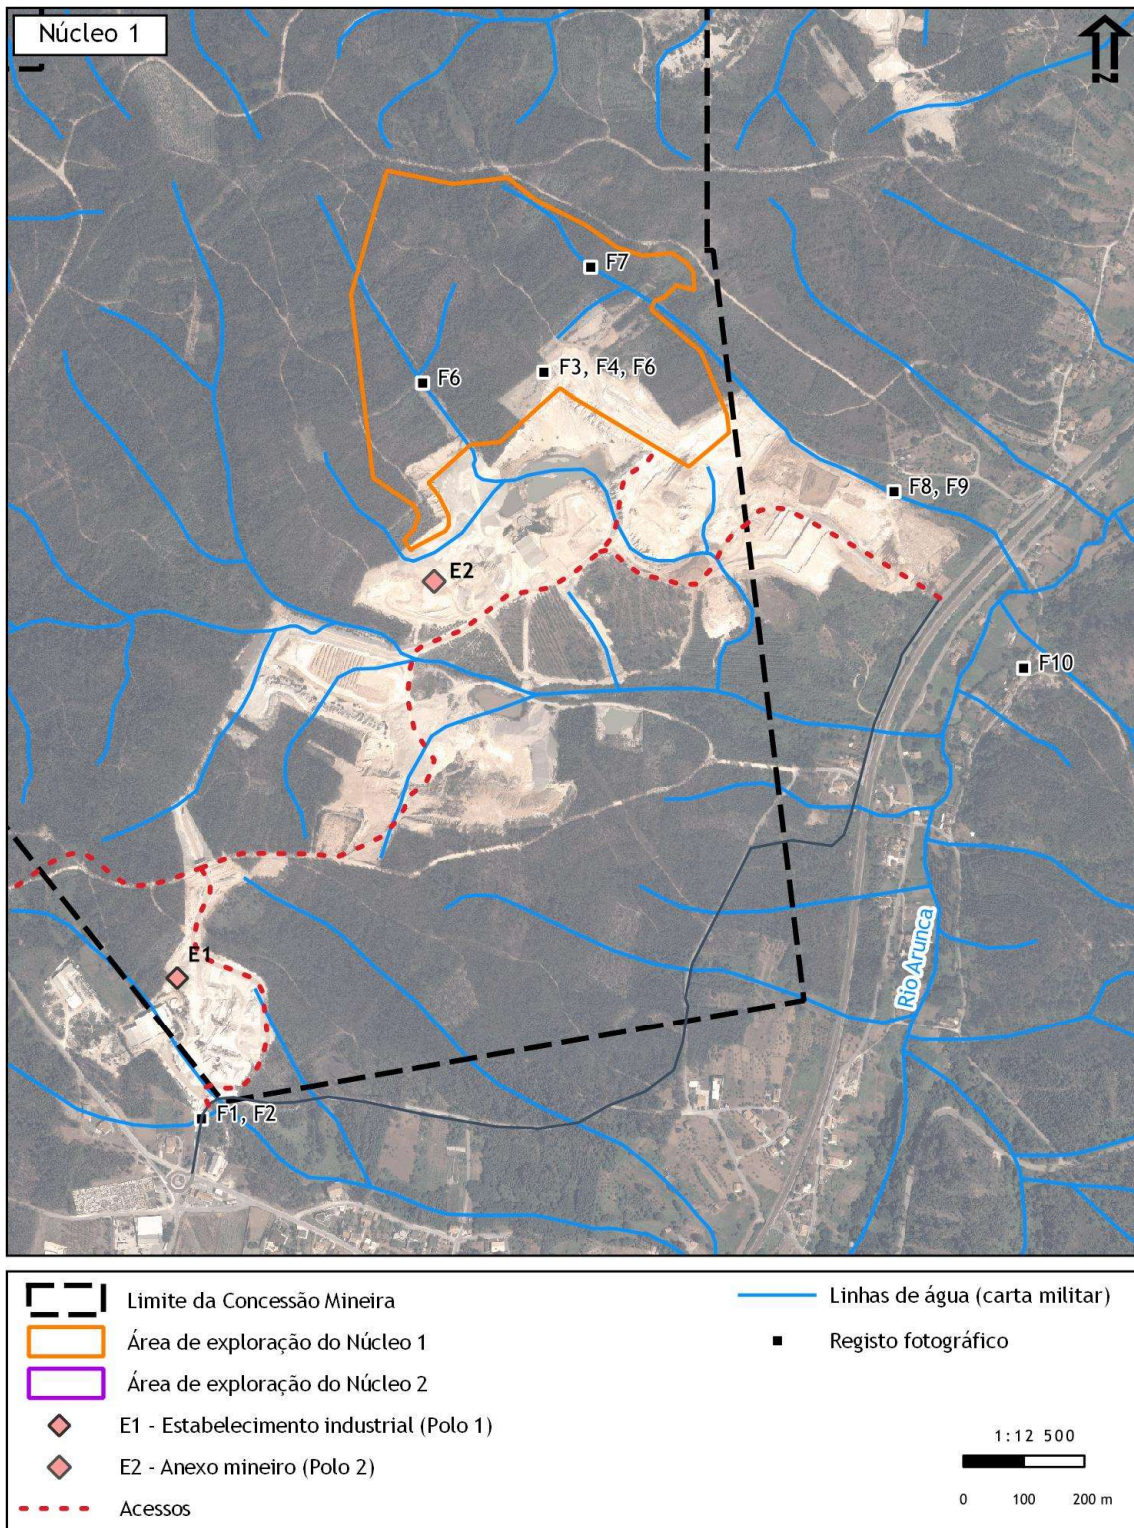 Núcleo 1
N
F7
F6
F3, F4, F6
F8, F9
E2
F10
E1
Rio Arunca
F1, F2
Limite da Concessão Mineira
Área de exploração do Núcleo 1
Área de exploração do Núcleo 2
E1 - Estabelecimento industrial (Polo 1)
E2 - Anexo mineiro (Polo 2)
Acessos
Linhas de água (carta militar)
Registo fotográfico
1:12 500
0 100 200 m